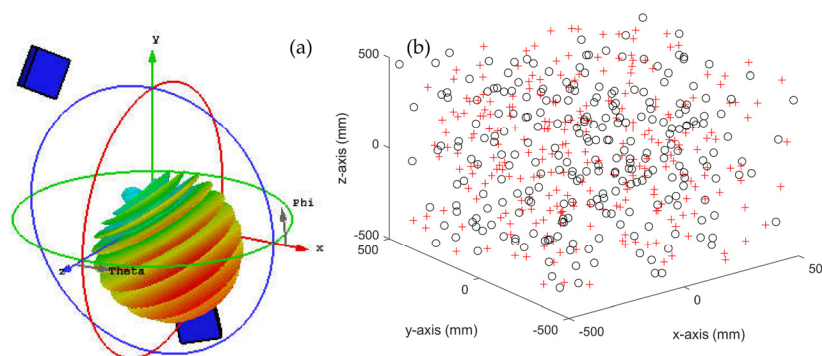 (a)
y
Phi
x
z
Theta
(b)
z-axis (mm)
500
0
-500
500
0
-500
y-axis (mm)
-500
0
50
x-axis (mm)